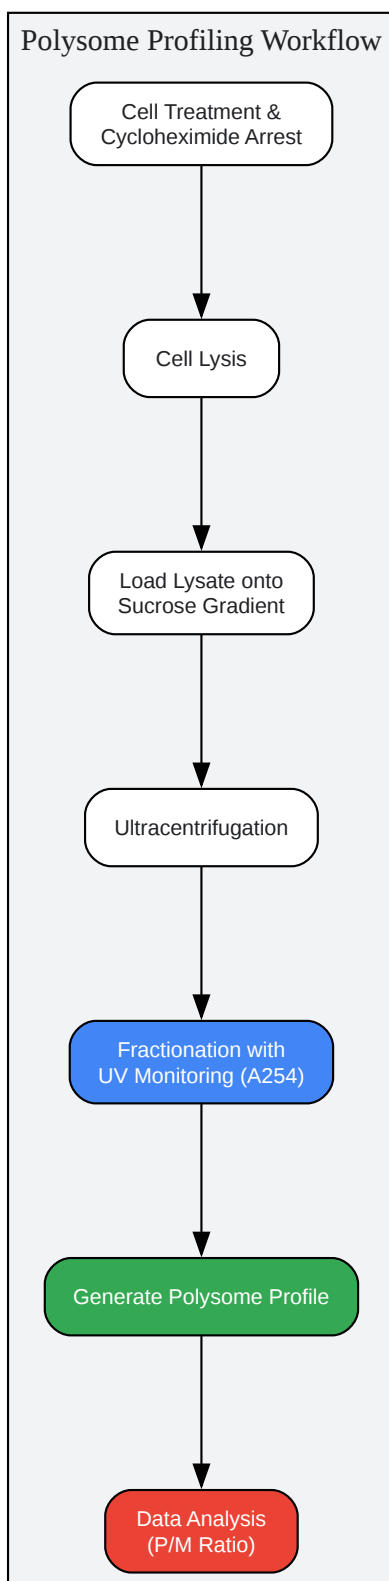 Polysome Profiling Workflow
Cell Treatment &
Cycloheximide Arrest
Cell Lysis
Load Lysate onto
Sucrose Gradient
Ultracentrifugation
Fractionation with
UV Monitoring (A254)
Generate Polysome Profile
Data Analysis
(P/M Ratio)